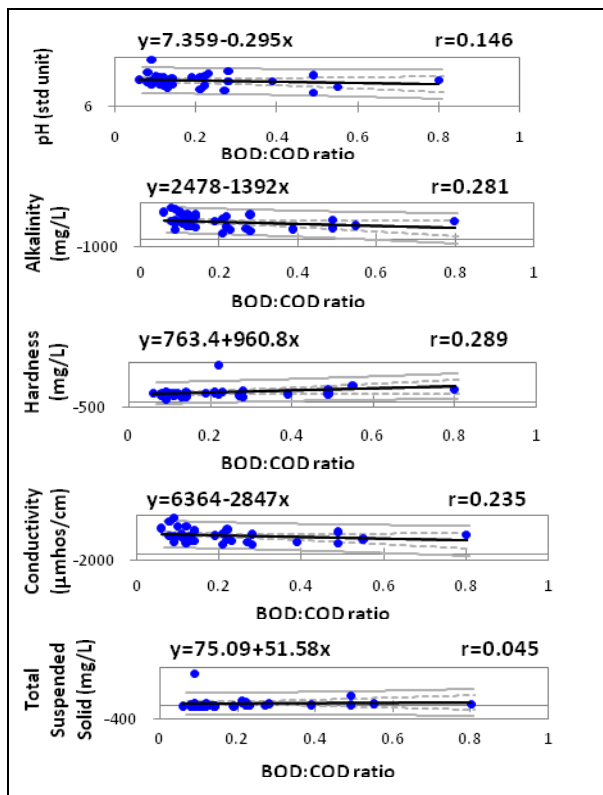 y=7.359-0.295x r=0.146
pH (std unit)
6
0 0.2 0.4 0.6 0.8 1
BOD:COD ratio
y=2478-1392x r=0.281
Alkalinity
(mg/L)
-1000
0 0.2 0.4 0.6 0.8 1
BOD:COD ratio
y=763.4+960.8x r=0.289
Hardness
(mg/L)
-500
0 0.2 0.4 0.6 0.8 1
BOD:COD ratio
y=6364-2847x r=0.235
Conductivity
(µmhos/cm)
-2000
0 0.2 0.4 0.6 0.8 1
BOD:COD ratio
y=75.09+51.58x r=0.045
Total
Suspended
Solid (mg/L)
-400
0 0.2 0.4 0.6 0.8 1
BOD:COD ratio